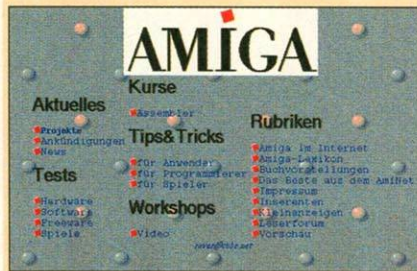 AMIGA
Aktuelles
Projekte
Ankündigungen
News
Tests
Hardware
Software
Freeware
Spiele
Kurse
Assembler
Tips&Tricks
für Anwender
für Programmierer
für Spieler
Workshops
Video
Rubriken
Amiga im Internet
Amiga-Lexikon
Buchvorstellungen
Das Beste aus dem AmiNet
Impressum
Inserenten
Kleinanzeigen
Leserforum
Vorschau